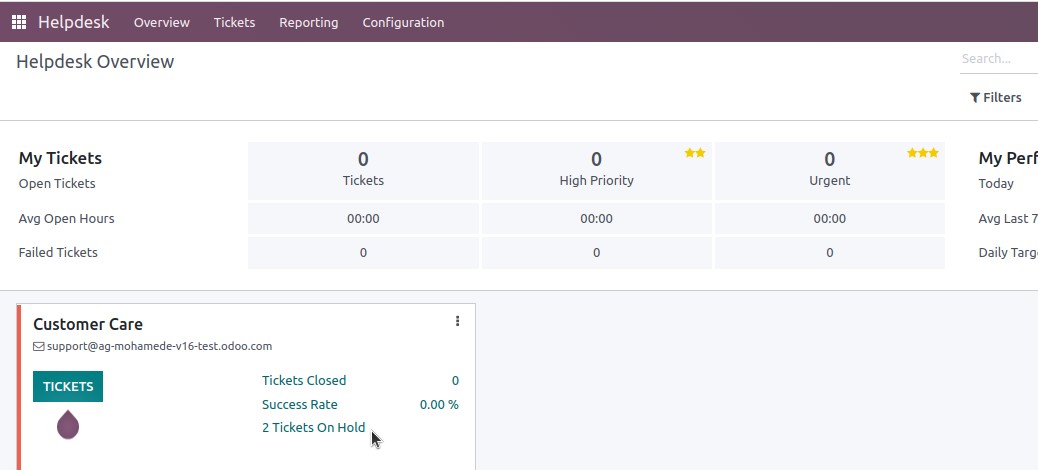 Helpdesk Overview Tickets Reporting Configuration
Helpdesk Overview
Search...
Filters
My Tickets
Open Tickets
0
Tickets
0
High Priority
0
Urgent
My Perf
Today
Avg Open Hours 00:00 00:00 00:00 Avg Last 7
Failed Tickets 0 0 0 Daily Targ
Customer Care
support@ag-mohamede-v16-test.odoo.com
TICKETS
Tickets Closed 0
Success Rate 0.00 %
2 Tickets On Hold